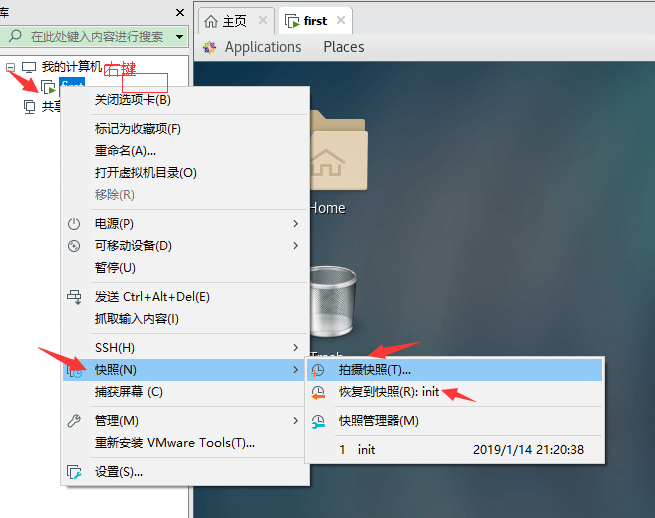 库
主页
first
在此处键入内容进行搜索
Applications Places
我的计算机
右键
first
共享
关闭选项卡(B)
标记为收藏项(F)
重命名(A)...
打开虚拟机目录(O)
移除(R)
Home
电源(P)
可移动设备(D)
暂停(U)
发送 Ctrl+Alt+Del(E)
抓取输入内容(I)
SSH(H)
Trash
快照(N)
拍摄快照(T)...
捕获屏幕 (C)
恢复到快照(R): init
管理(M)
快照管理器(M)
重新安装 VMware Tools(T)...
1 init 2019/1/14 21:20:38
设置(S)...